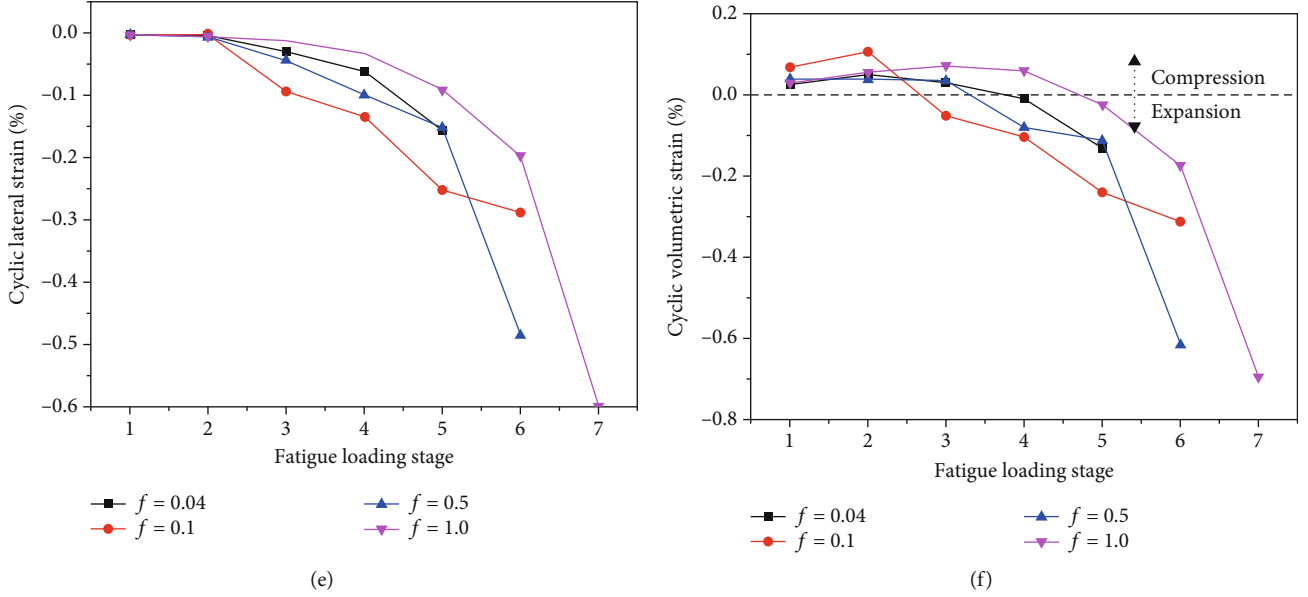 0.0
–0.1
–0.2
–0.3
–0.4
–0.5
–0.6
Cyclic lateral strain (%)
1 2 3 4 5 6 7
Fatigue loading stage
f = 0.04
f = 0.1
f = 0.5
f = 1.0
(e)
0.2
0.0
–0.2
–0.4
–0.6
–0.8
Cyclic volumetric strain (%)
Compression
Expansion
1 2 3 4 5 6 7
Fatigue loading stage
f = 0.04
f = 0.1
f = 0.5
f = 1.0
(f)